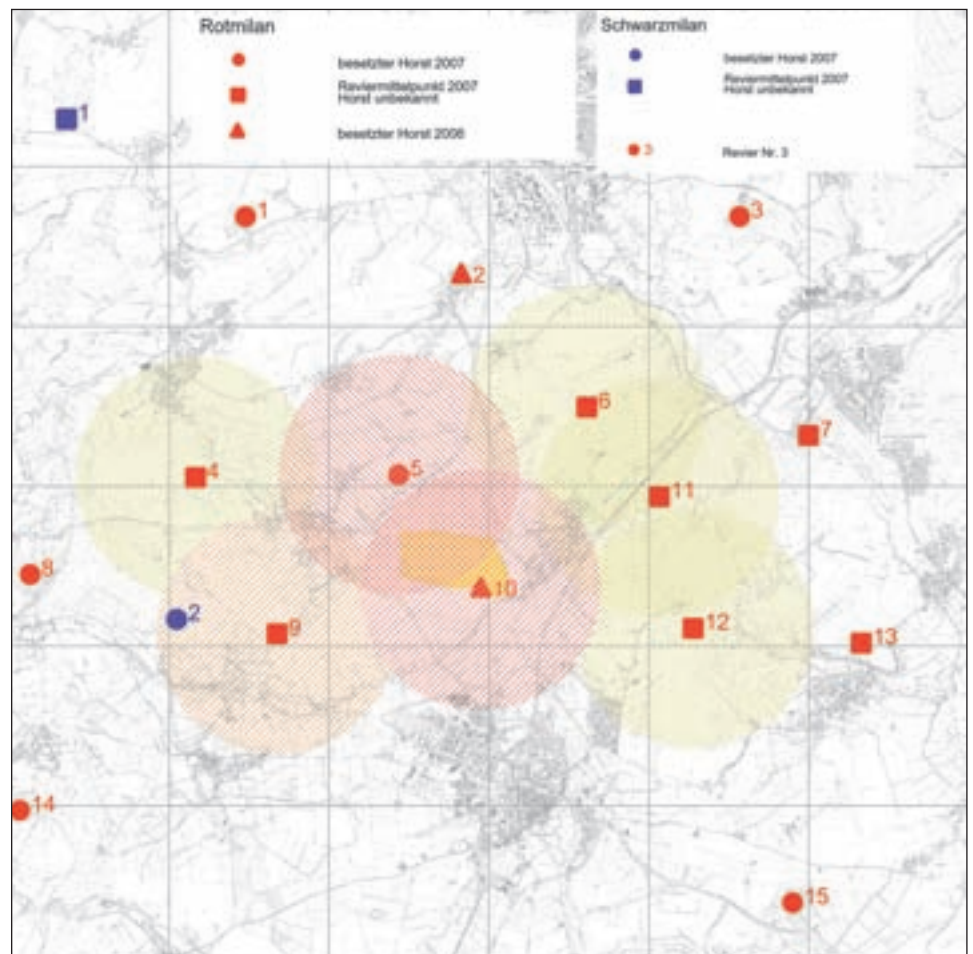 Rotmilan
besetzter Horst 2007
Reviermittelpunkt 2007
Horst unbekannt
besetzter Horst 2006
Schwarzmilan
besetzter Horst 2007
Reviermittelpunkt 2007
Horst unbekannt
3
Revier Nr. 3
1
1
3
2
6
7
4
5
11
8
10
2
9
12
13
14
15